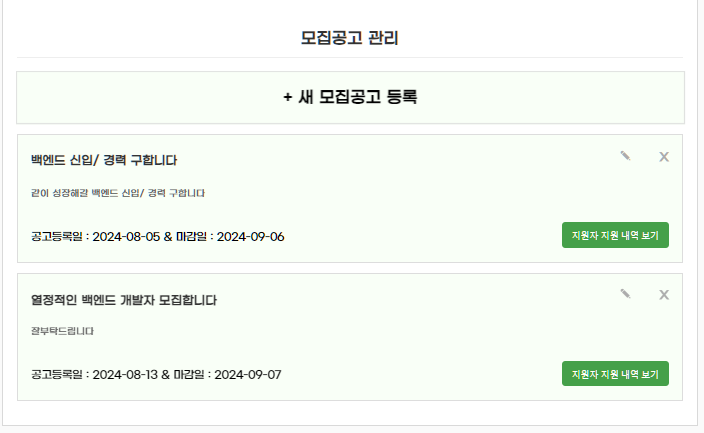 모집공고 관리
+ 새 모집공고 등록
백엔드 신입/ 경력 구합니다
X
같이 성장해갈 백엔드 신입/ 경력 구합니다
공고등록일 : 2024-08-05 & 마감일 : 2024-09-06
지원자 지원 내역 보기
열정적인 백엔드 개발자 모집합니다
X
잘부탁드립니다
공고등록일 : 2024-08-13 & 마감일 : 2024-09-07
지원자 지원 내역 보기